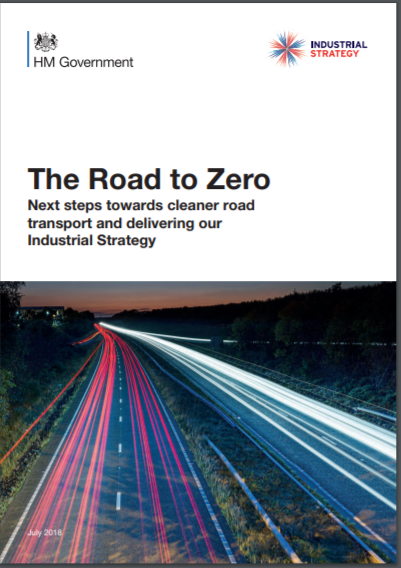 HM Government
INDUSTRIAL
STRATEGY
The Road to Zero
Next steps towards cleaner road
transport and delivering our
Industrial Strategy
July 2018